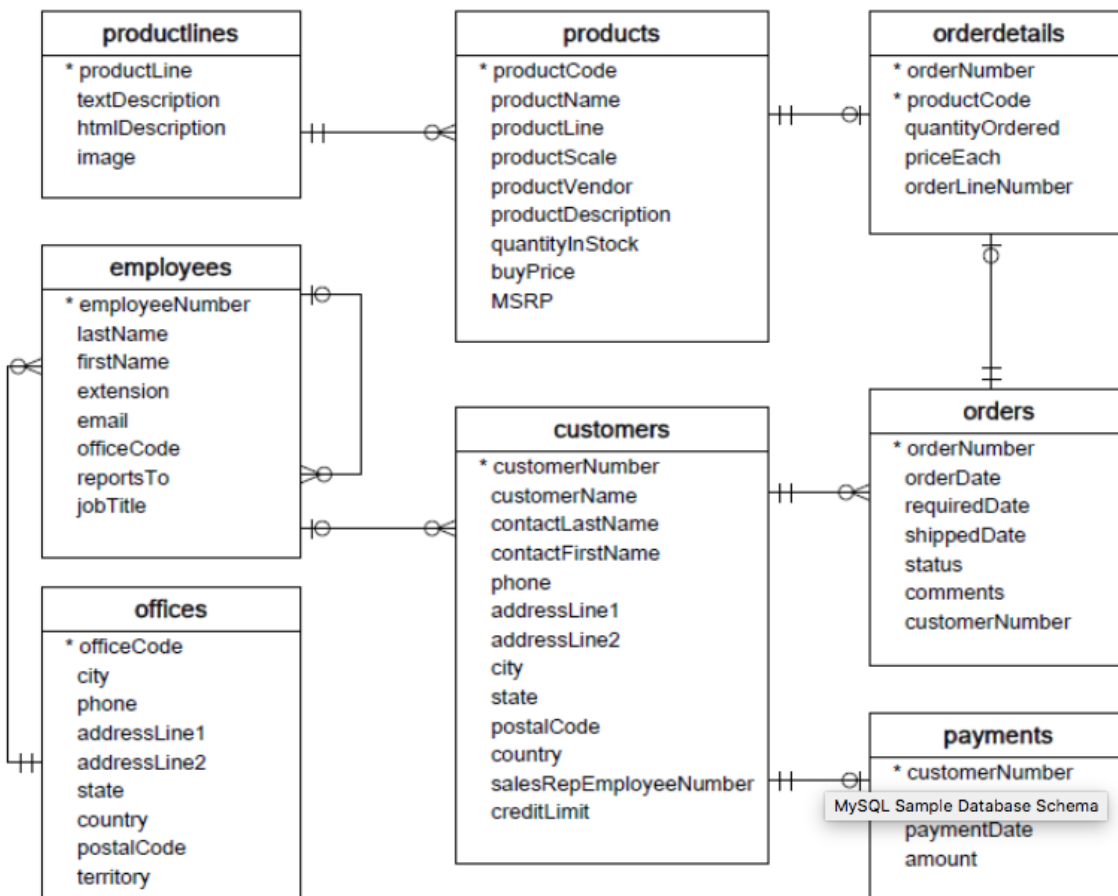 productlines
* productLine
textDescription
htmlDescription
image
products
* productCode
productName
productLine
productScale
productVendor
productDescription
quantityInStock
buyPrice
MSRP
orderdetails
* orderNumber
* productCode
quantityOrdered
priceEach
orderLineNumber
employees
* employeeNumber
lastName
firstName
extension
email
officeCode
reportsTo
jobTitle
customers
* customerNumber
customerName
contactLastName
contactFirstName
phone
addressLine1
addressLine2
city
state
postalCode
country
salesRepEmployeeNumber
creditLimit
orders
* orderNumber
orderDate
requiredDate
shippedDate
status
comments
customerNumber
offices
* officeCode
city
phone
addressLine1
addressLine2
state
country
postalCode
territory
payments
* customerNumber
MySQL Sample Database Schema
paymentDate
amount